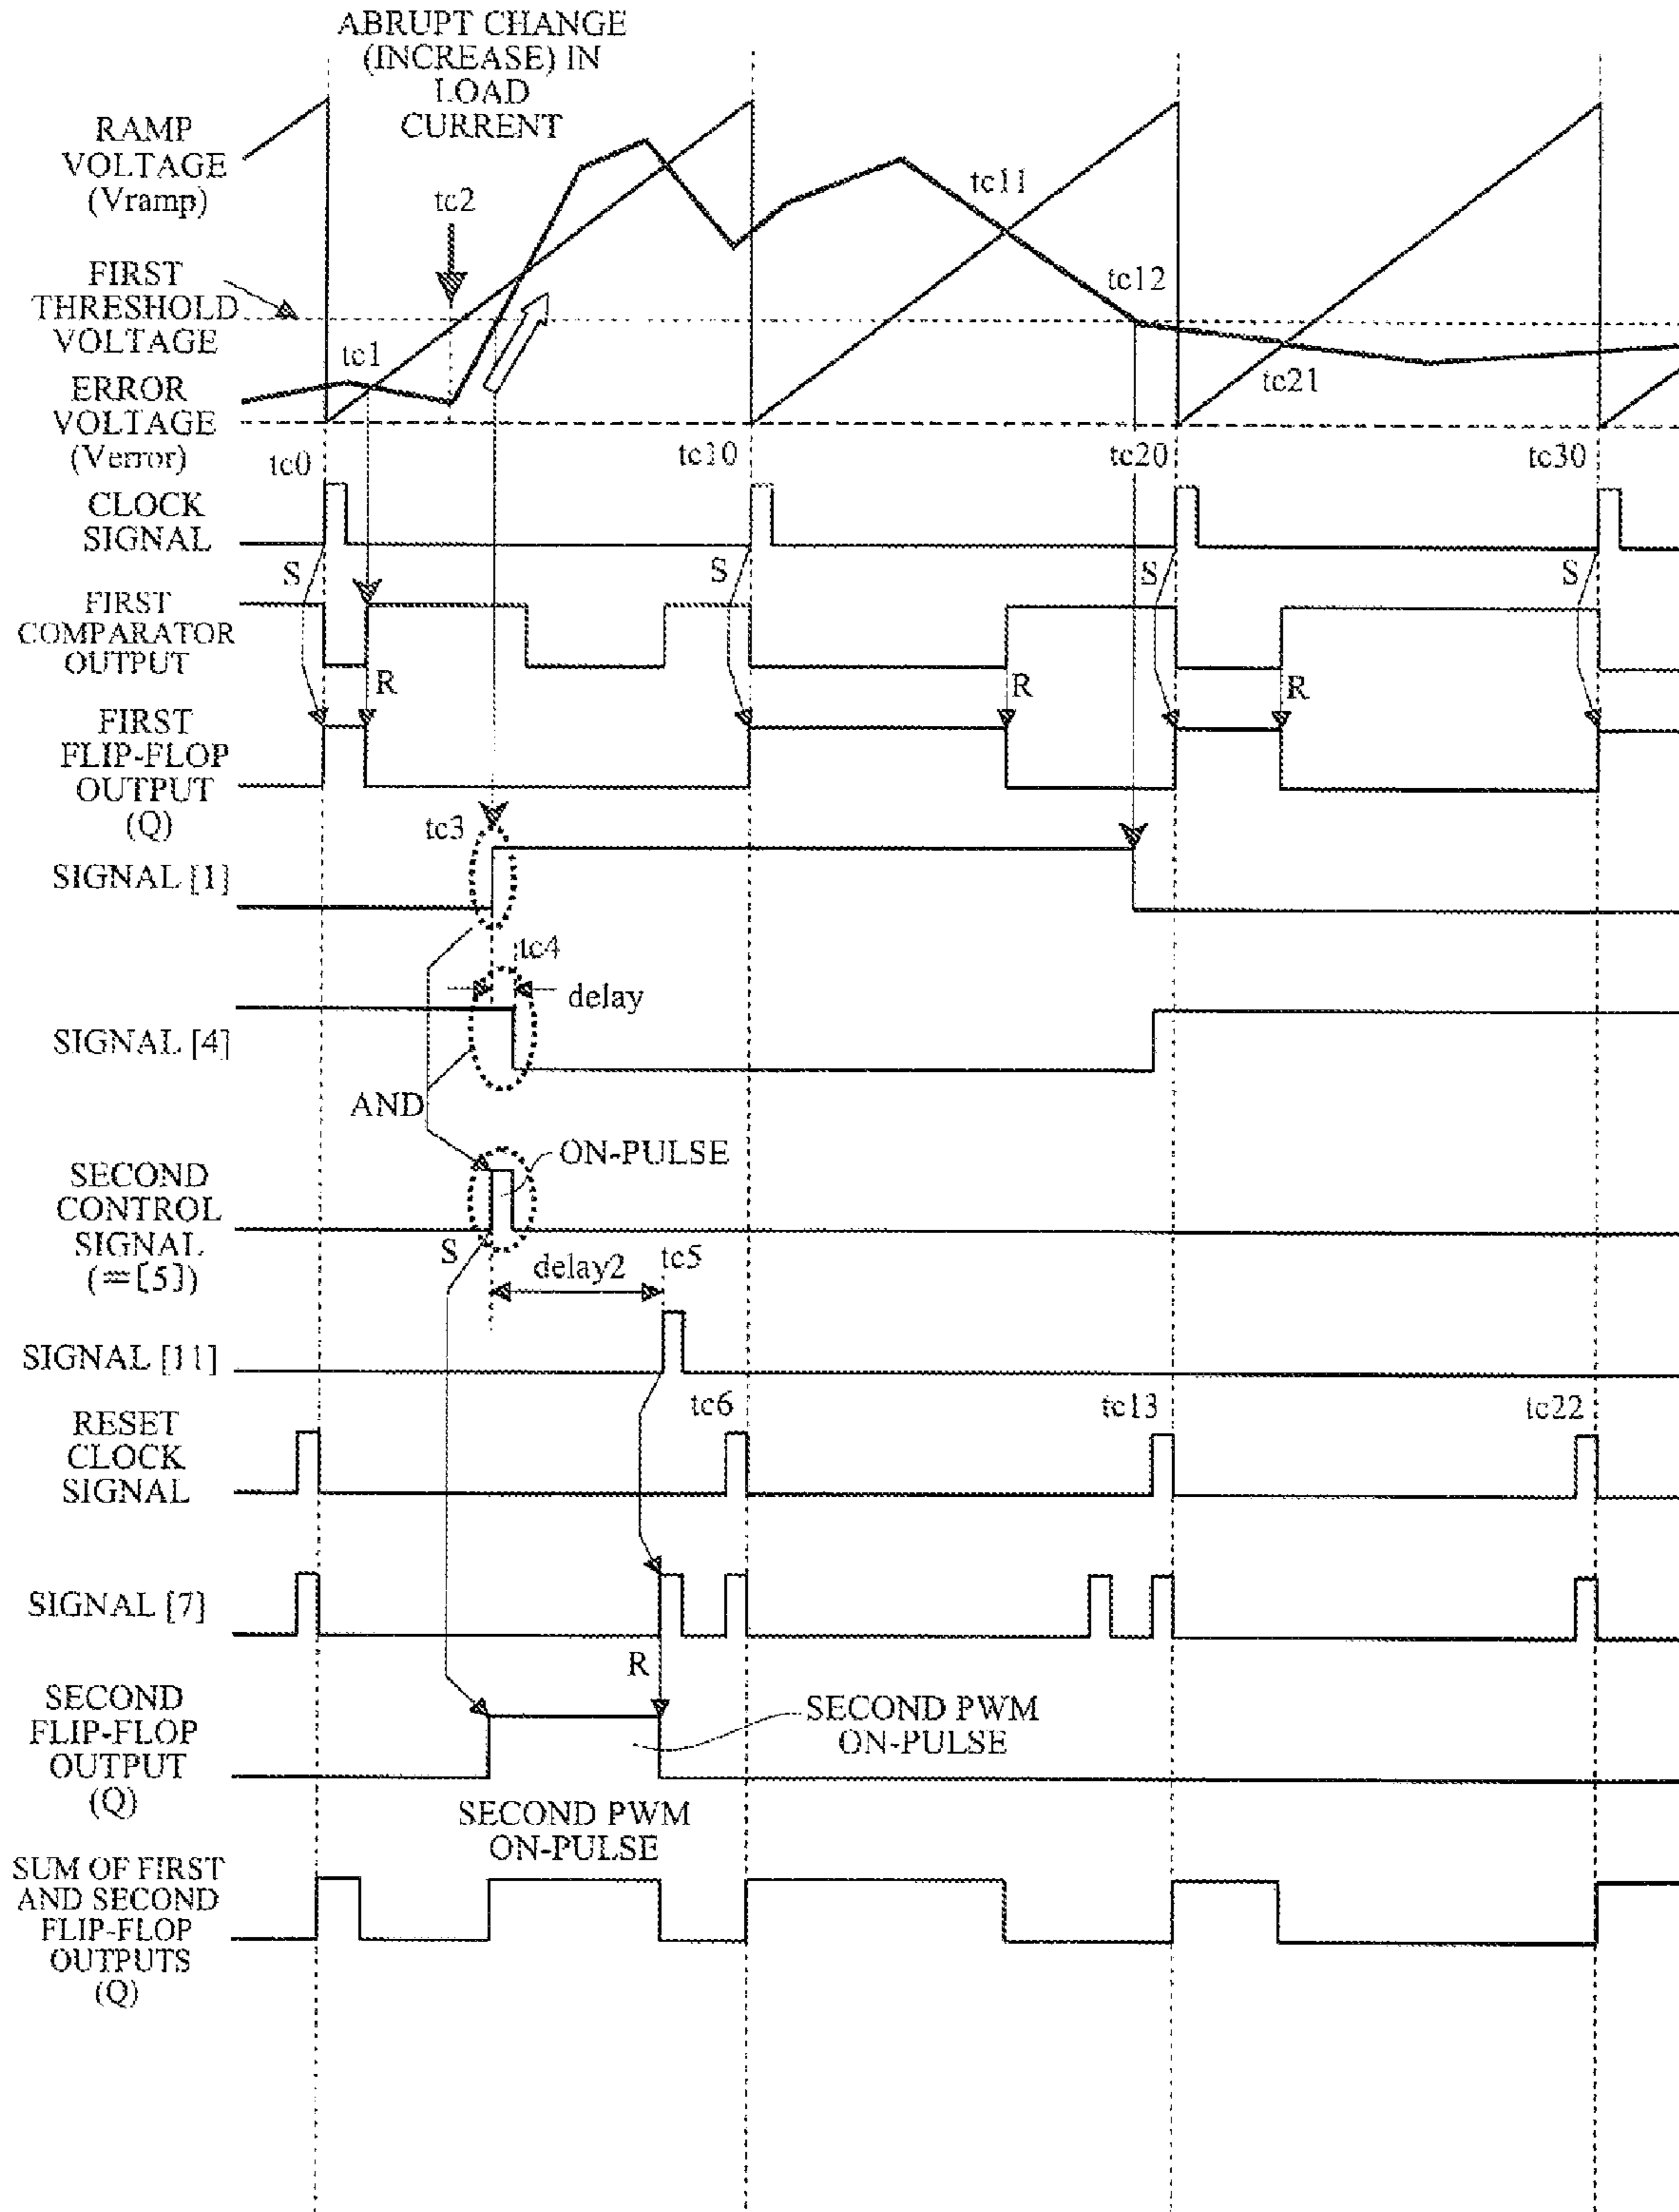 ABRUPT CHANGE
(INCREASE) IN
LOAD
CURRENT
RAMP
VOLTAGE
(Vramp)
tc2
tc11
FIRST
THRESHOLD
VOLTAGE
tc12
tc1
tc21
ERROR
VOLTAGE
(Verror)
tc0
tc10
tc20
tc30
CLOCK
SIGNAL
S
S
S
S
FIRST
COMPARATOR
OUTPUT
R
R
R
FIRST
FLIP-FLOP
OUTPUT
(Q)
tc3
SIGNAL [1]
tc4
delay
SIGNAL [4]
AND
ON-PULSE
SECOND
CONTROL
SIGNAL
(=[5])
S
delay2
tc5
SIGNAL [11]
tc6
tc13
tc22
RESET
CLOCK
SIGNAL
SIGNAL [7]
R
SECOND
FLIP-FLOP
OUTPUT
(Q)
SECOND PWM
ON-PULSE
SECOND PWM
ON-PULSE
SUM OF FIRST
AND SECOND
FLIP-FLOP
OUTPUTS
(Q)